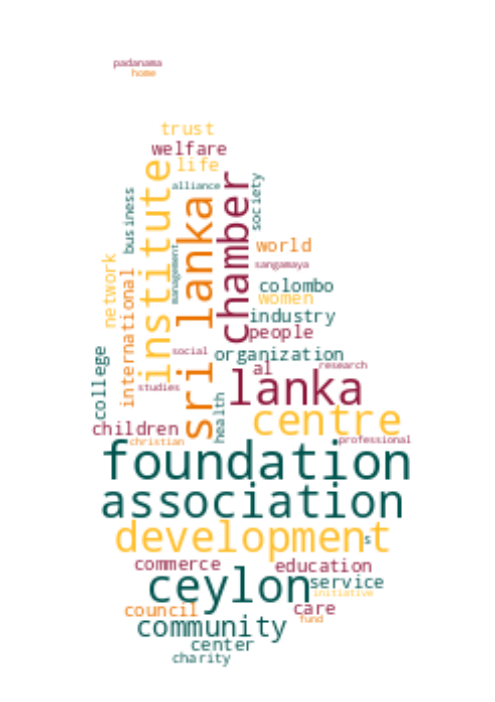 padanama
home
trust
welfare
life
alliance
institute
sri lanka
chamber
society
business
management
world
sangamaya
network
international
colombo
women
industry
people
social
organization
college
al
research
studies
lanka
health
children
centre
christian
professional
foundation
association
development
s
commerce
education
ceylon
service
initiative
council
care
fund
community
center
charity